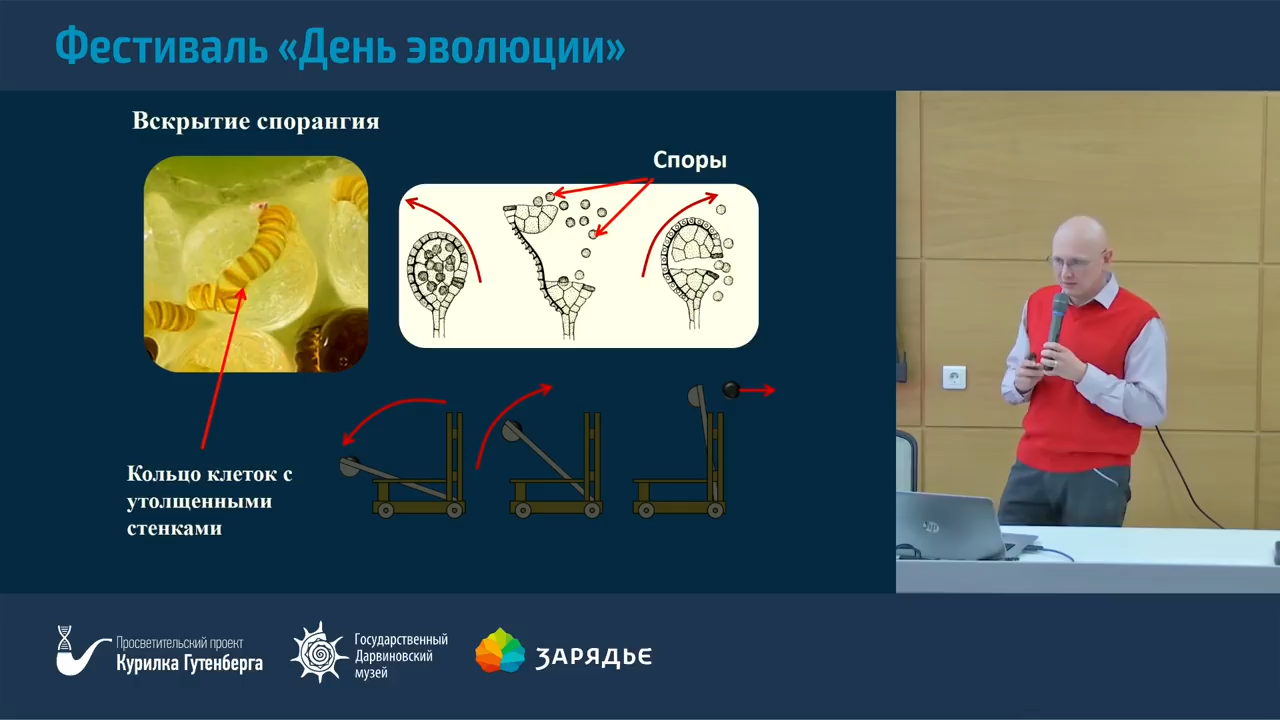 Фестиваль «День эволюции»
Вскрытие спорангия
Споры
Кольцо клеток с
утолщенными
стенками
Просветительский проект
Курилка Гутенберга
Государственный
Дарвиновский
музей
ЗАРЯДЬЕ